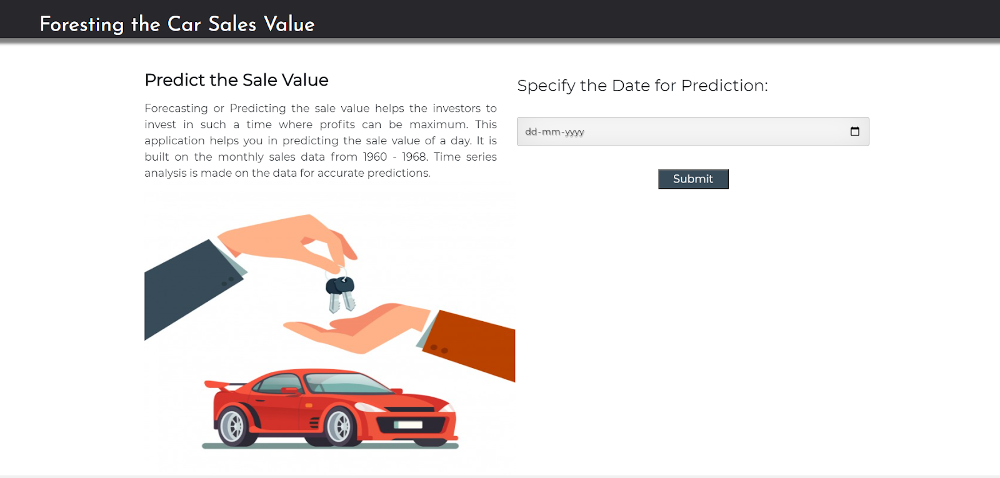 Foresting the Car Sales Value
Predict the Sale Value
Forecasting or Predicting the sale value helps the investors to
invest in such a time where profits can be maximum. This
application helps you in predicting the sale value of a day. It is
built on the monthly sales data from 1960 - 1968. Time series
analysis is made on the data for accurate predictions.
Specify the Date for Prediction:
dd-mm-yyyy
Submit